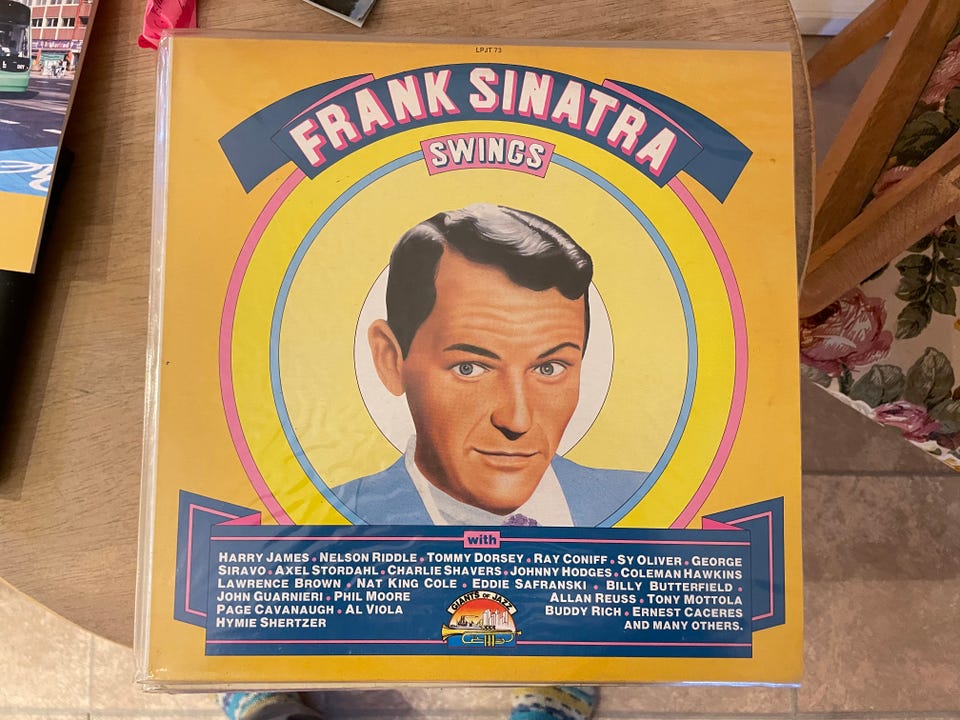 LPJT 73
FRANK SINATRA
SWINGS
with
HARRY JAMES • NELSON RIDDLE • TOMMY DORSEY • RAY CONIFF • SY OLIVER • GEORGE
SIRAVO • AXEL STORDAHL • CHARLIE SHAVERS • JOHNNY HODGES • COLEMAN HAWKINS
LAWRENCE BROWN • NAT KING COLE • EDDIE SAFRANSKI • BILLY BUTTERFIELD •
JOHN GUARNIERI • PHIL MOORE ALLAN REUSS • TONY MOTTOLA
PAGE CAVANAUGH • AL VIOLA BUDDY RICH • ERNEST CACERES
HYMIE SHERTZER AND MANY OTHERS.
GIANTS OF JAZZ